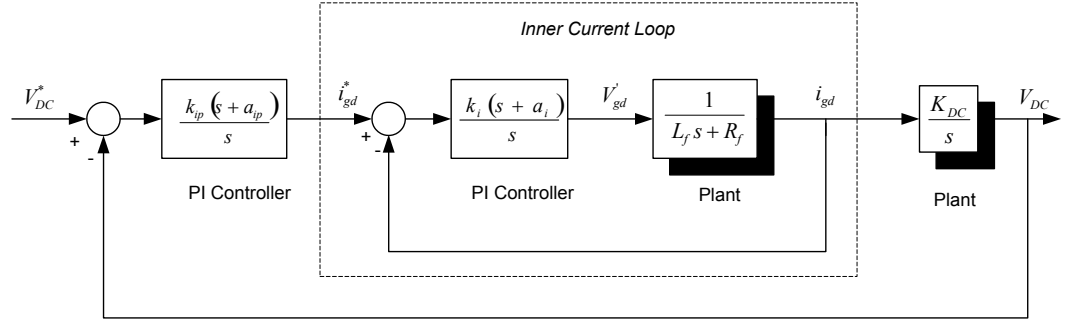 Inner Current Loop
V*DC
+
-
kip (s + aip)
s
PI Controller
i*gd
+
-
ki (s + ai)
s
PI Controller
V'gd
1
Lf s + Rf
Plant
igd
KDC
s
Plant
VDC